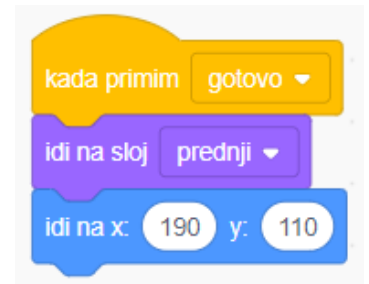 kada primim gotovo
idi na sloj prednji
idi na x: 190 y: 110